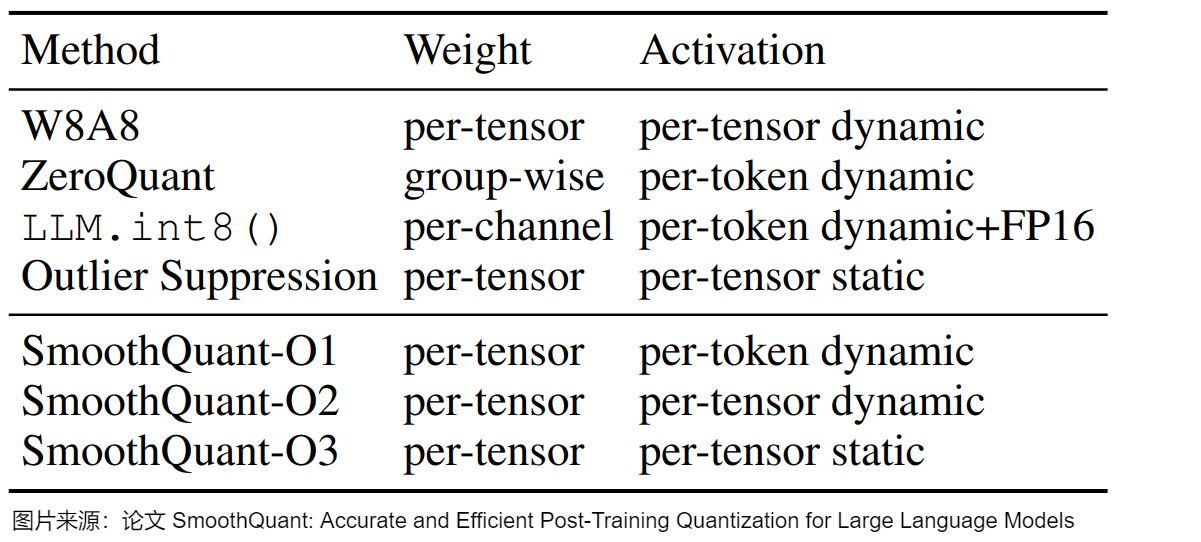 Method Weight Activation
W8A8 per-tensor per-tensor dynamic
ZeroQuant group-wise per-token dynamic
LLM.int8() per-channel per-token dynamic+FP16
Outlier Suppression per-tensor per-tensor static
SmoothQuant-O1 per-tensor per-token dynamic
SmoothQuant-O2 per-tensor per-tensor dynamic
SmoothQuant-O3 per-tensor per-tensor static
图片来源：论文 SmoothQuant: Accurate and Efficient Post-Training Quantization for Large Language Models